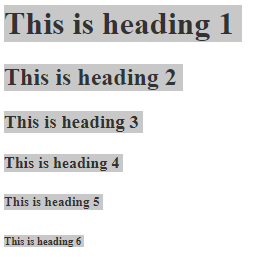 This is heading 1
This is heading 2
This is heading 3
This is heading 4
This is heading 5
This is heading 6